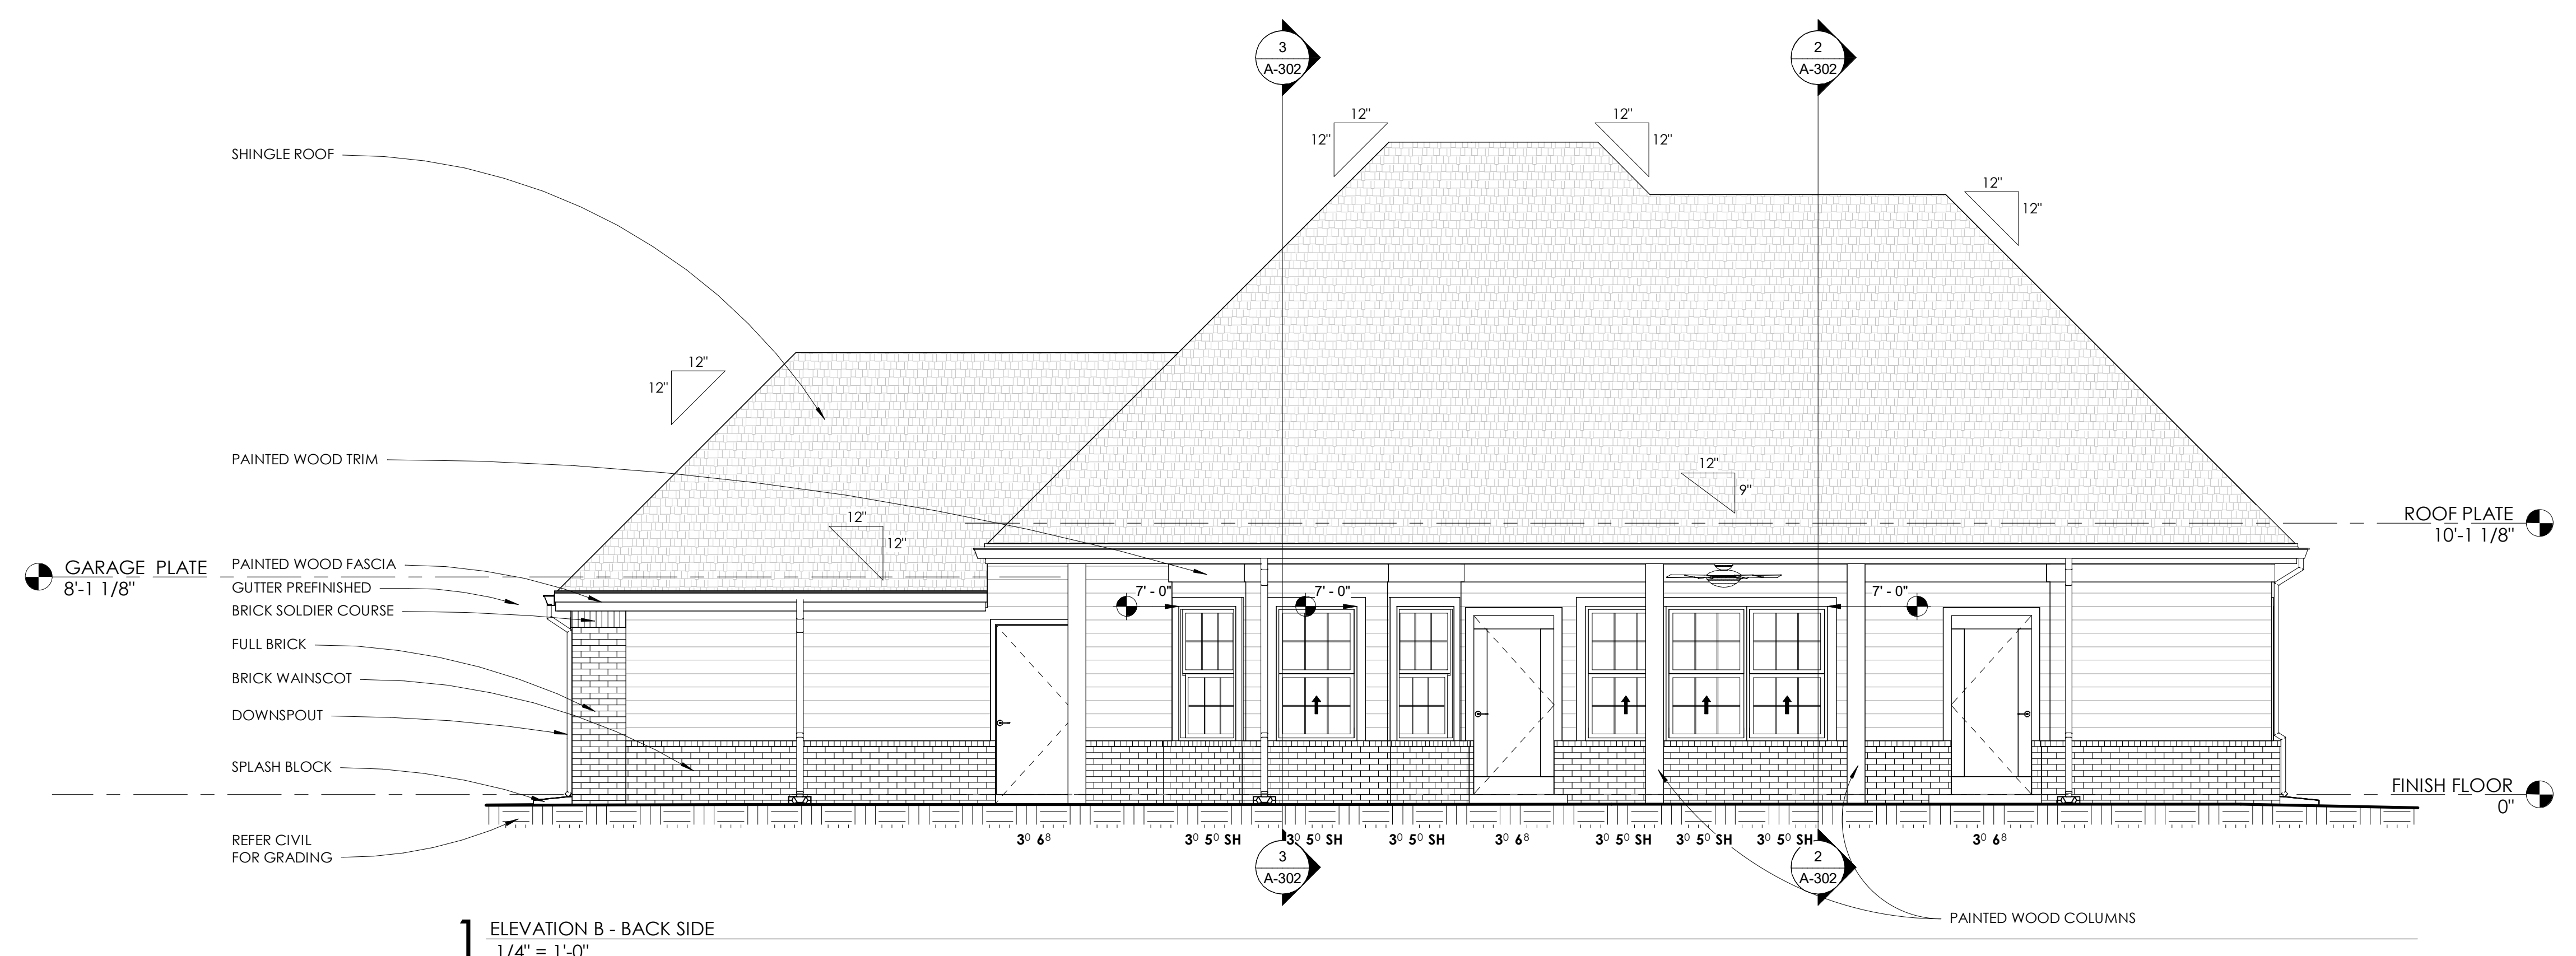 3
A-302
2
A-302
12"
12"
12"
12"
12"
12"
SHINGLE ROOF
12"
12"
PAINTED WOOD TRIM
12"
9"
ROOF PLATE
10'-1 1/8"
12"
12"
GARAGE PLATE
8'-1 1/8"
PAINTED WOOD FASCIA
GUTTER PREFINISHED
BRICK SOLDIER COURSE
7' - 0"
7' - 0"
7' - 0"
FULL BRICK
BRICK WAINSCOT
DOWNSPOUT
SPLASH BLOCK
FINISH FLOOR
0"
REFER CIVIL
FOR GRADING
3⁰ 6⁸
3⁰ 5⁰ SH
3⁰ 5⁰ SH
3⁰ 5⁰ SH
3⁰ 6⁸
3⁰ 5⁰ SH
3⁰ 5⁰ SH
3⁰ 5⁰ SH
3⁰ 6⁸
3
A-302
2
A-302
PAINTED WOOD COLUMNS
1
ELEVATION B - BACK SIDE
1/4" = 1'-0"